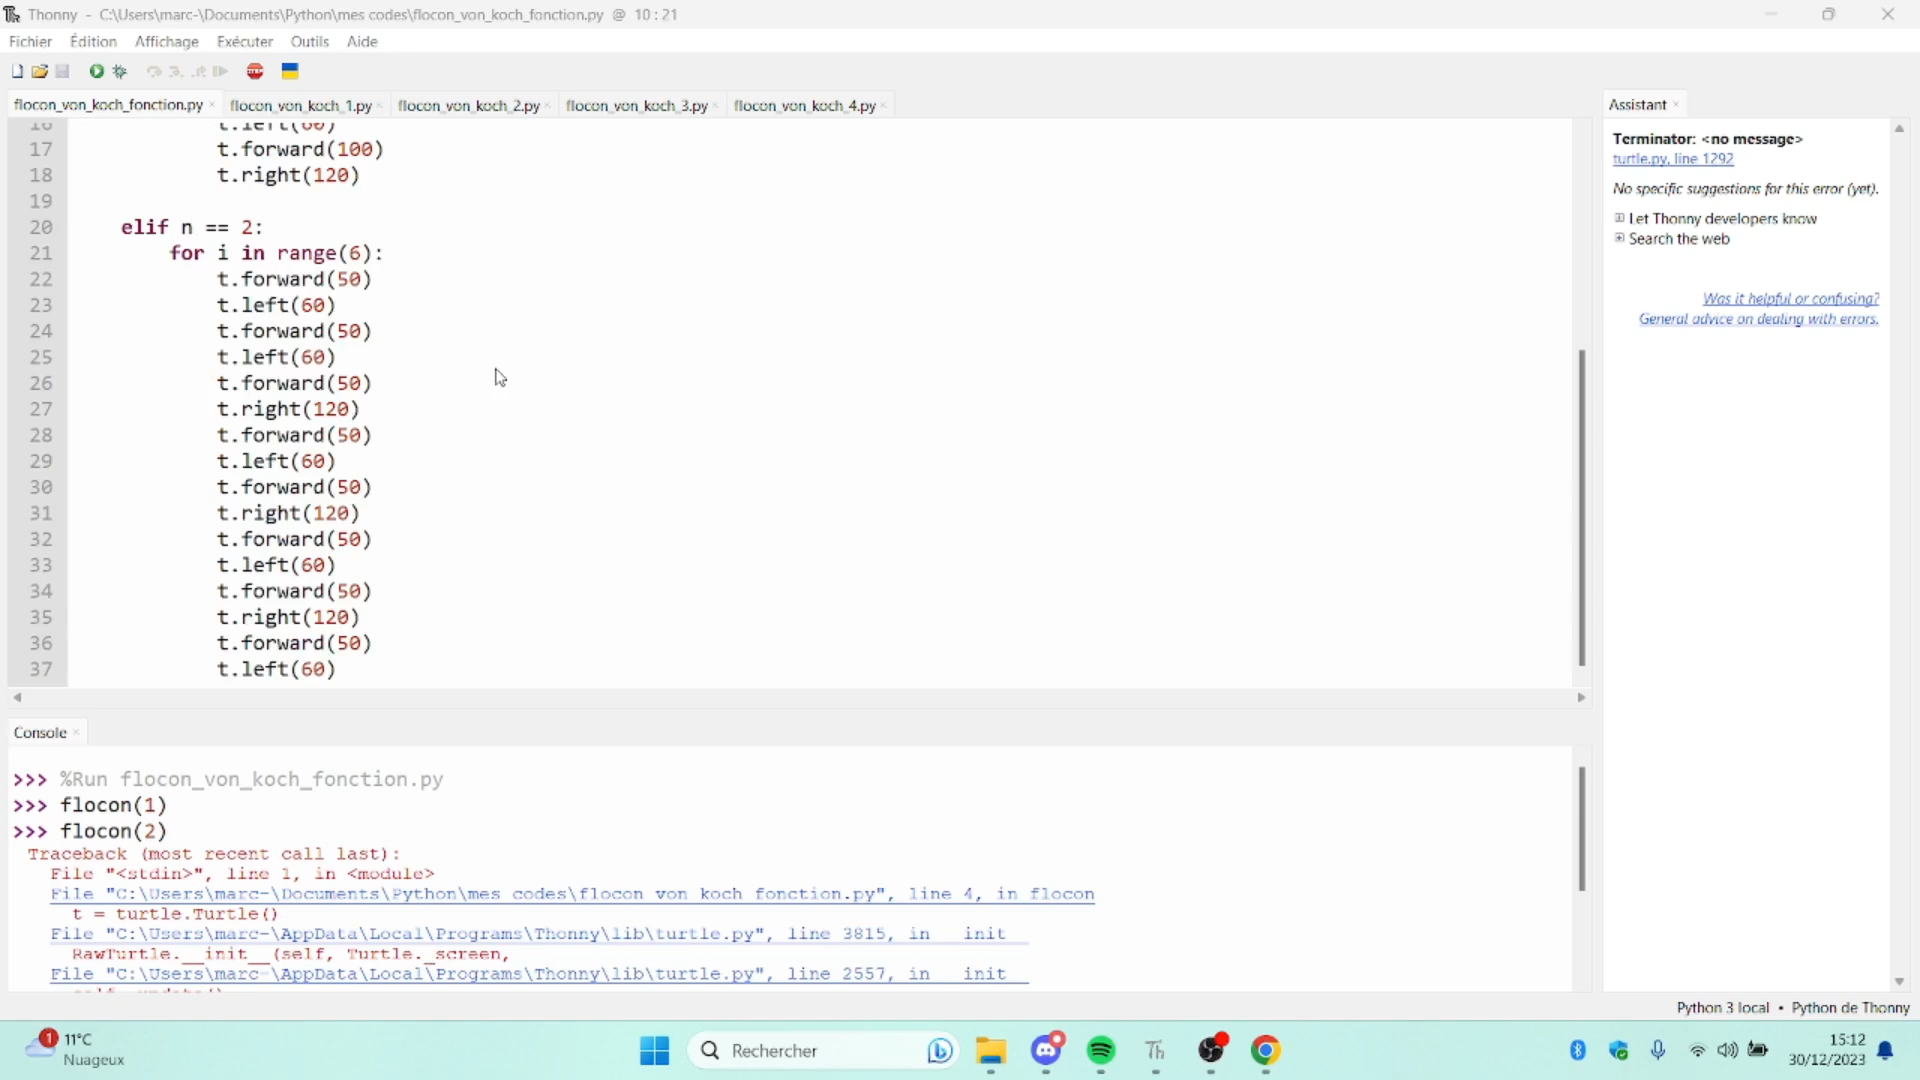 Thonny - C:\Users\marc-\Documents\Python\mes codes\flocon_von_koch_fonction.py @ 10 : 21
Fichier Édition Affichage Exécuter Outils Aide
flocon_von_koch_fonction.py × flocon_von_koch_1.py × flocon_von_koch_2.py × flocon_von_koch_3.py × flocon_von_koch_4.py ×
16 t.left(60)
17 t.forward(100)
18 t.right(120)
19
20 elif n == 2:
21 for i in range(6):
22 t.forward(50)
23 t.left(60)
24 t.forward(50)
25 t.left(60)
26 t.forward(50)
27 t.right(120)
28 t.forward(50)
29 t.left(60)
30 t.forward(50)
31 t.right(120)
32 t.forward(50)
33 t.left(60)
34 t.forward(50)
35 t.right(120)
36 t.forward(50)
37 t.left(60)
Console ×
>>> %Run flocon_von_koch_fonction.py
>>> flocon(1)
>>> flocon(2)
Traceback (most recent call last):
File "<stdin>", line 1, in <module>
File "C:\Users\marc-\Documents\Python\mes codes\flocon von koch fonction.py", line 4, in flocon
t = turtle.Turtle()
File "C:\Users\marc-\AppData\Local\Programs\Thonny\lib\turtle.py", line 3815, in init
RawTurtle.__init__(self, Turtle._screen,
File "C:\Users\marc-\AppData\Local\Programs\Thonny\lib\turtle.py", line 2557, in init
Assistant ×
Terminator: <no message>
turtle.py, line 1292
No specific suggestions for this error (yet).
Let Thonny developers know
Search the web
Was it helpful or confusing?
General advice on dealing with errors.
Python 3 local • Python de Thonny
1 11°C
Nuageux
Rechercher
Th
15:12
30/12/2023